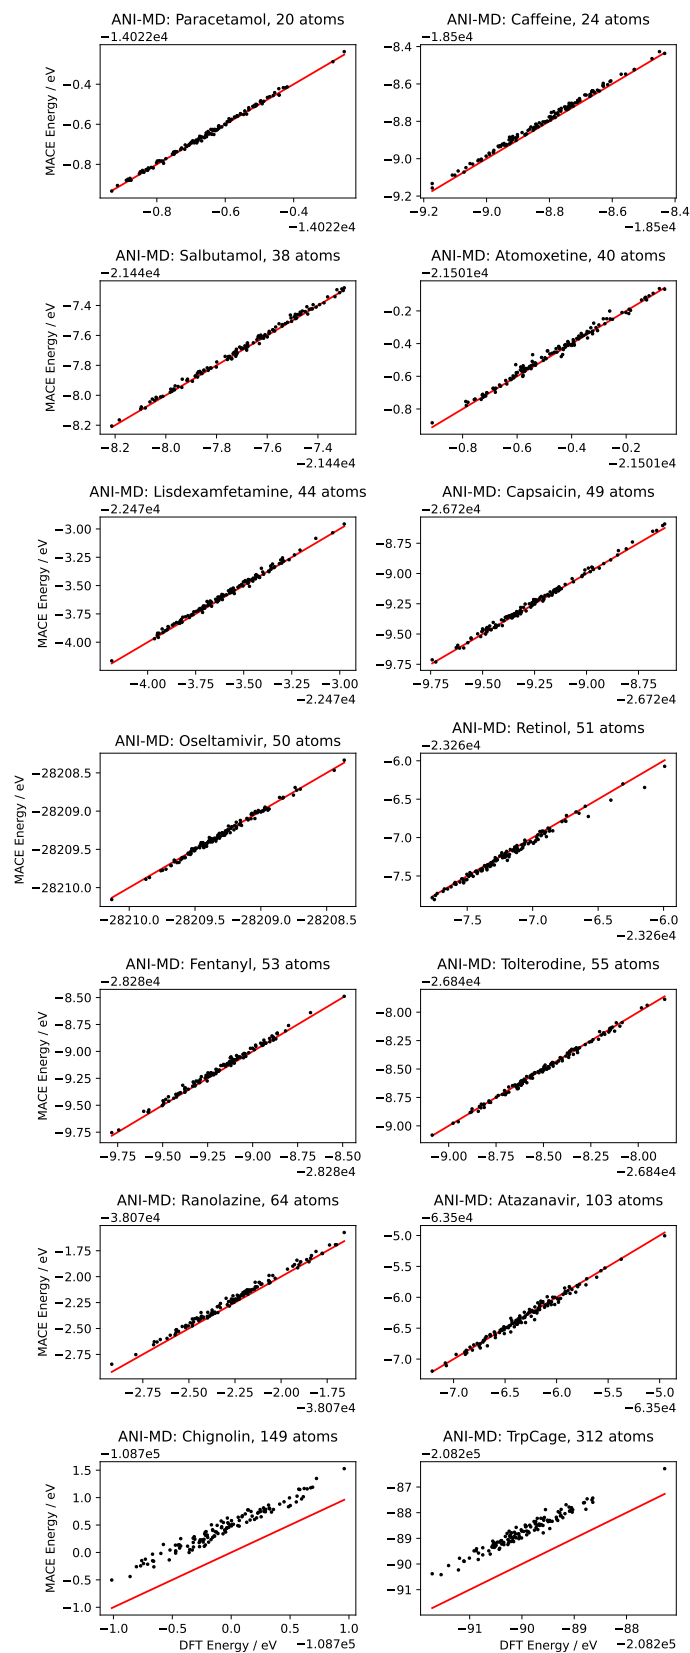 ANI-MD: Paracetamol, 20 atoms
−1.4022e4
MACE Energy / eV
−0.4
−0.6
−0.8
−0.8 −0.6 −0.4
−1.4022e4
ANI-MD: Caffeine, 24 atoms
−1.85e4
−8.4
−8.6
−8.8
−9.0
−9.2
−9.2 −9.0 −8.8 −8.6 −8.4
−1.85e4
ANI-MD: Salbutamol, 38 atoms
−2.144e4
MACE Energy / eV
−7.4
−7.6
−7.8
−8.0
−8.2
−8.2 −8.0 −7.8 −7.6 −7.4
−2.144e4
ANI-MD: Atomoxetine, 40 atoms
−2.1501e4
−0.2
−0.4
−0.6
−0.8
−0.8 −0.6 −0.4 −0.2
−2.1501e4
ANI-MD: Lisdexamfetamine, 44 atoms
−2.247e4
MACE Energy / eV
−3.00
−3.25
−3.50
−3.75
−4.00
−4.00 −3.75 −3.50 −3.25 −3.00
−2.247e4
ANI-MD: Capsaicin, 49 atoms
−2.672e4
−8.75
−9.00
−9.25
−9.50
−9.75
−9.75 −9.50 −9.25 −9.00 −8.75
−2.672e4
ANI-MD: Oseltamivir, 50 atoms
MACE Energy / eV
−28208.5
−28209.0
−28209.5
−28210.0
−28210.0 −28209.5 −28209.0 −28208.5
ANI-MD: Retinol, 51 atoms
−2.326e4
−6.0
−6.5
−7.0
−7.5
−7.5 −7.0 −6.5 −6.0
−2.326e4
ANI-MD: Fentanyl, 53 atoms
−2.828e4
MACE Energy / eV
−8.50
−8.75
−9.00
−9.25
−9.50
−9.75
−9.75 −9.50 −9.25 −9.00 −8.75 −8.50
−2.828e4
ANI-MD: Tolterodine, 55 atoms
−2.684e4
−8.00
−8.25
−8.50
−8.75
−9.00
−9.00 −8.75 −8.50 −8.25 −8.00
−2.684e4
ANI-MD: Ranolazine, 64 atoms
−3.807e4
MACE Energy / eV
−1.75
−2.00
−2.25
−2.50
−2.75
−2.75 −2.50 −2.25 −2.00 −1.75
−3.807e4
ANI-MD: Atazanavir, 103 atoms
−6.35e4
−5.0
−5.5
−6.0
−6.5
−7.0
−7.0 −6.5 −6.0 −5.5 −5.0
−6.35e4
ANI-MD: Chignolin, 149 atoms
−1.087e5
MACE Energy / eV
1.5
1.0
0.5
0.0
−0.5
−1.0
−1.0 −0.5 0.0 0.5 1.0
DFT Energy / eV
−1.087e5
ANI-MD: TrpCage, 312 atoms
−2.082e5
−87
−88
−89
−90
−91
−91 −90 −89 −88
DFT Energy / eV
−2.082e5